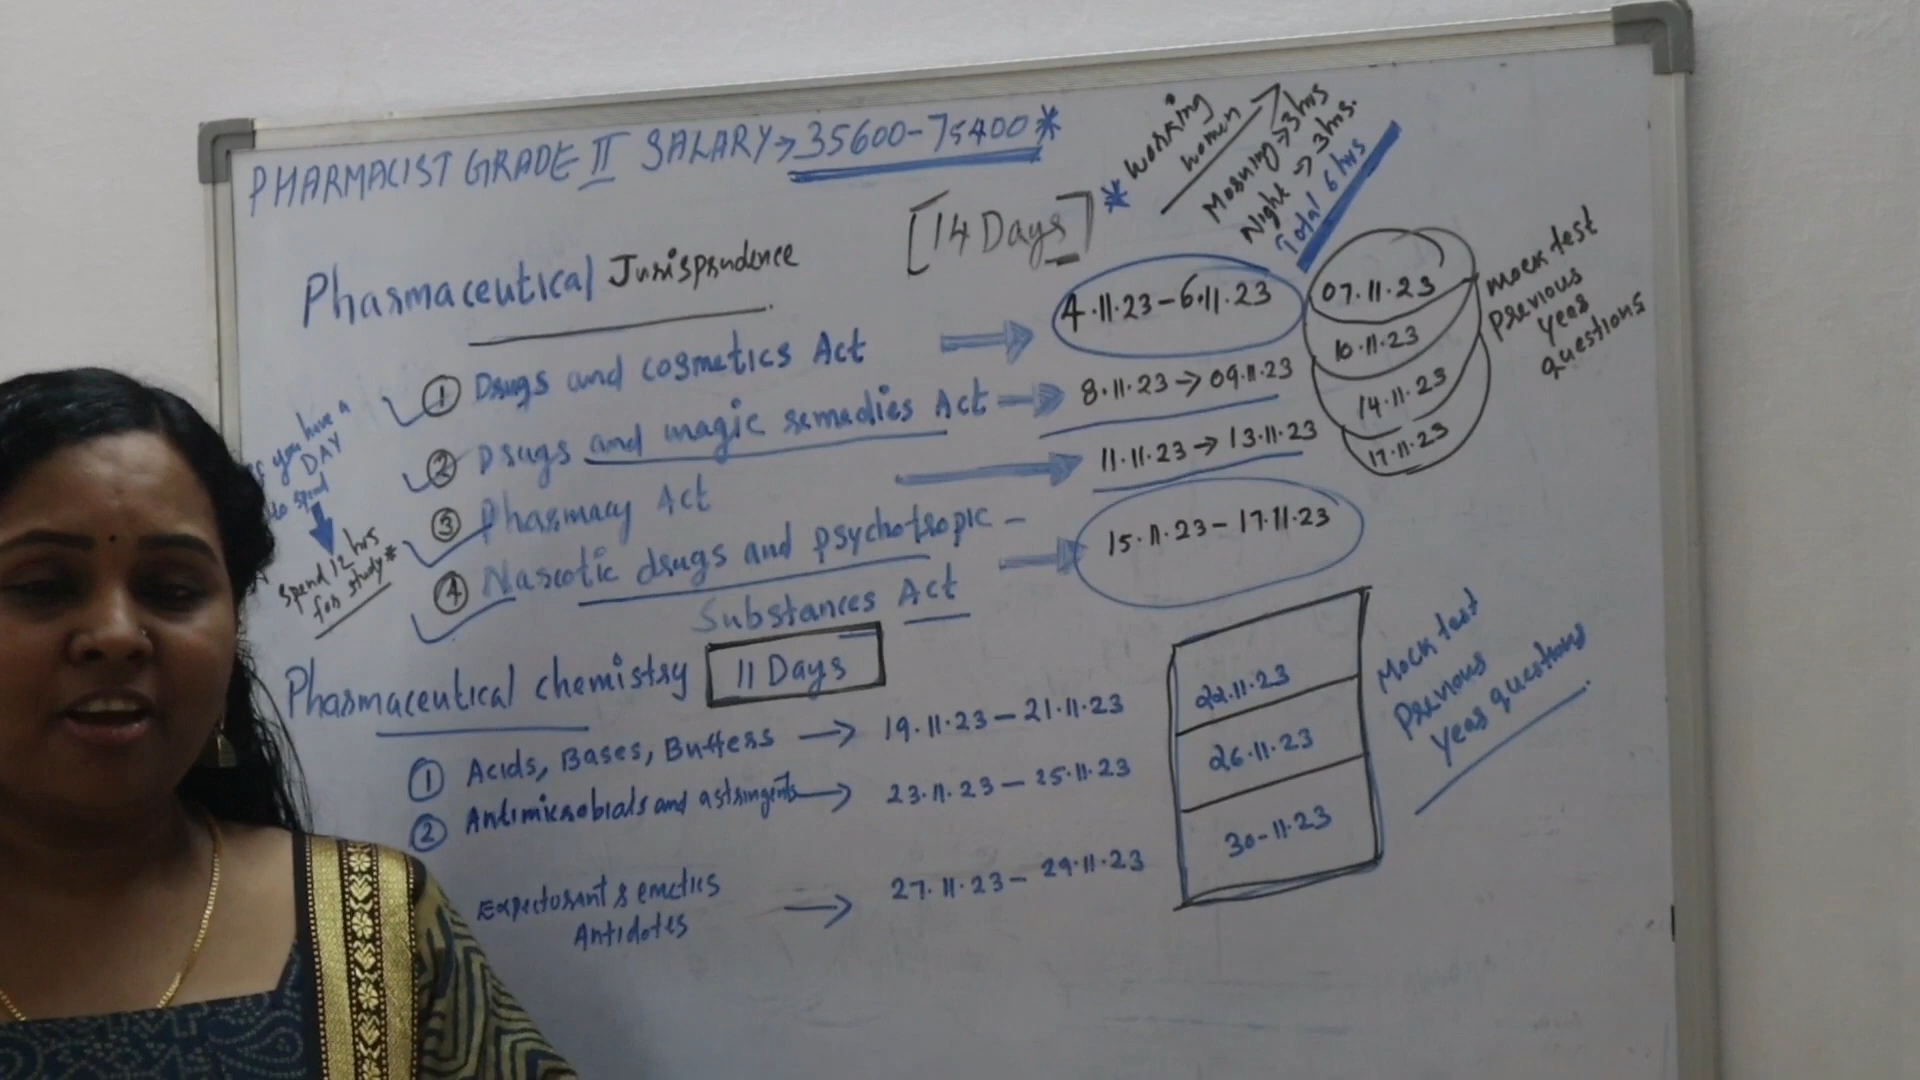 PHARMACIST GRADE II SALARY → 35600-75400*
[14 Days]
* Working
women
Morning → 3hrs
Night → 3hrs.
Total 6 hrs
Pharmaceutical Jurisprudence
① Drugs and cosmetics Act
4.11.23 – 6.11.23
07.11.23
② Drugs and magic remedies Act
8.11.23 → 09.11.23
10.11.23
③ Pharmacy Act
11.11.23 → 13.11.23
14.11.23
④ Narcotic drugs and psychotropic –
Substances Act
15.11.23 – 17.11.23
17.11.23
mock test
previous
year
questions
you have a
DAY
to spend
spend 12 hrs
for study*
Pharmaceutical chemistry
11 Days
① Acids, Bases, Buffers → 19.11.23 – 21.11.23
22.11.23
② Antimicrobials and astringents → 23.11.23 – 25.11.23
26.11.23
Expectorant & emetics
Antidotes
→ 27.11.23 – 29.11.23
30-11.23
Mock test
Previous
Year questions